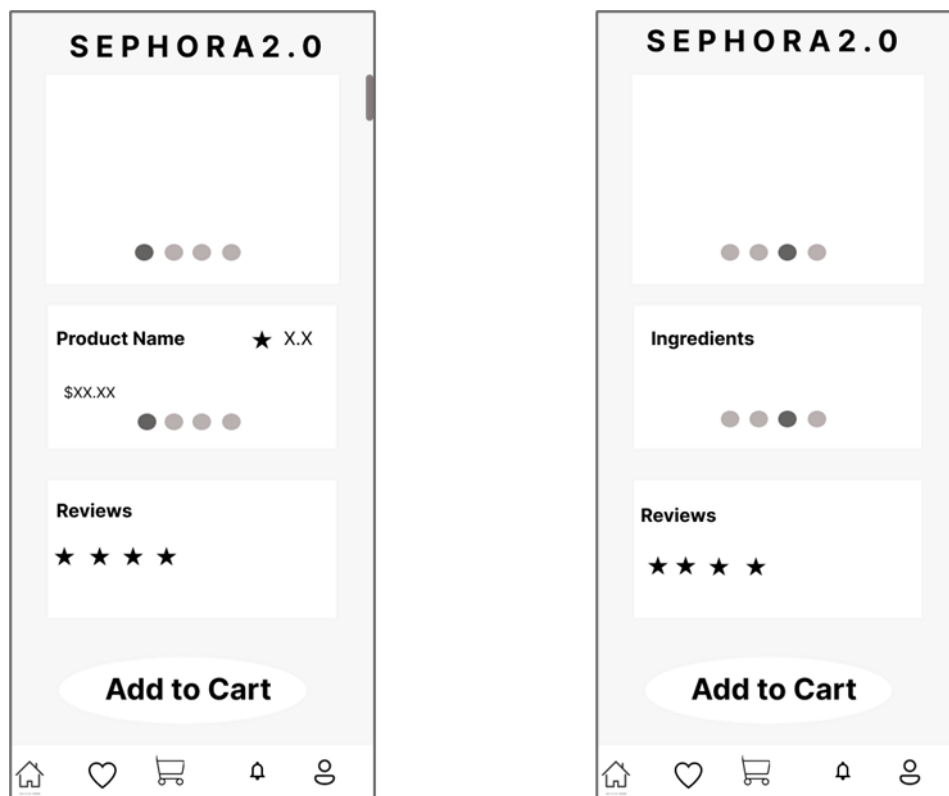 SEPHORA2.0
Product Name ★ X.X
$XX.XX
Reviews
★ ★ ★ ★
Add to Cart
SEPHORA2.0
Ingredients
Reviews
★ ★ ★ ★
Add to Cart